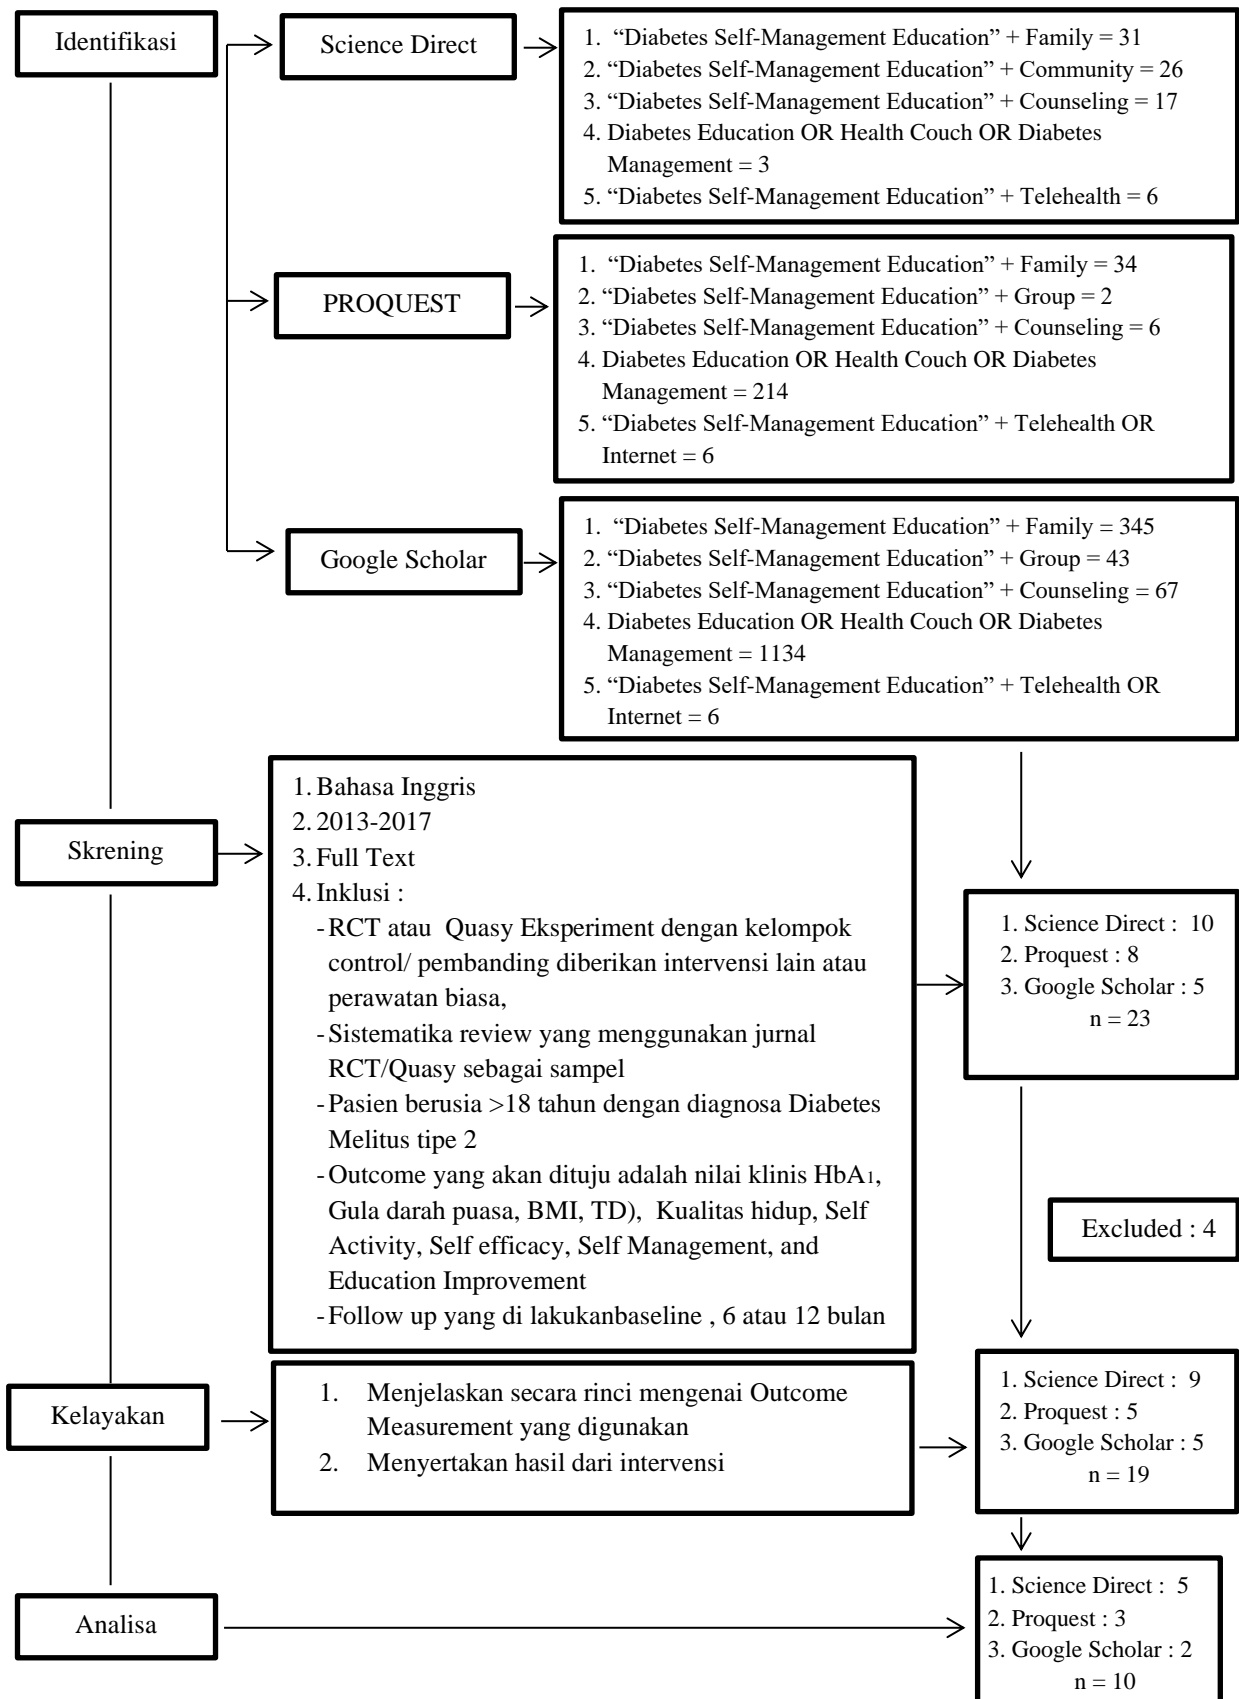 Identifikasi
Science Direct
1. “Diabetes Self-Management Education” + Family = 31
2. “Diabetes Self-Management Education” + Community = 26
3. “Diabetes Self-Management Education” + Counseling = 17
4. Diabetes Education OR Health Couch OR Diabetes
Management = 3
5. “Diabetes Self-Management Education” + Telehealth = 6
PROQUEST
1. “Diabetes Self-Management Education” + Family = 34
2. “Diabetes Self-Management Education” + Group = 2
3. “Diabetes Self-Management Education” + Counseling = 6
4. Diabetes Education OR Health Couch OR Diabetes
Management = 214
5. “Diabetes Self-Management Education” + Telehealth OR
Internet = 6
Google Scholar
1. “Diabetes Self-Management Education” + Family = 345
2. “Diabetes Self-Management Education” + Group = 43
3. “Diabetes Self-Management Education” + Counseling = 67
4. Diabetes Education OR Health Couch OR Diabetes
Management = 1134
5. “Diabetes Self-Management Education” + Telehealth OR
Internet = 6
Skrening
1. Bahasa Inggris
2. 2013-2017
3. Full Text
4. Inklusi :
- RCT atau Quasy Eksperiment dengan kelompok
control/ pembanding diberikan intervensi lain atau
perawatan biasa,
- Sistematika review yang menggunakan jurnal
RCT/Quasy sebagai sampel
- Pasien berusia >18 tahun dengan diagnosa Diabetes
Melitus tipe 2
- Outcome yang akan dituju adalah nilai klinis HbA1,
Gula darah puasa, BMI, TD), Kualitas hidup, Self
Activity, Self efficacy, Self Management, and
Education Improvement
- Follow up yang di lakukanbaseline , 6 atau 12 bulan
1. Science Direct : 10
2. Proquest : 8
3. Google Scholar : 5
n = 23
Excluded : 4
Kelayakan
1. Menjelaskan secara rinci mengenai Outcome
Measurement yang digunakan
2. Menyertakan hasil dari intervensi
1. Science Direct : 9
2. Proquest : 5
3. Google Scholar : 5
n = 19
Analisa
1. Science Direct : 5
2. Proquest : 3
3. Google Scholar : 2
n = 10